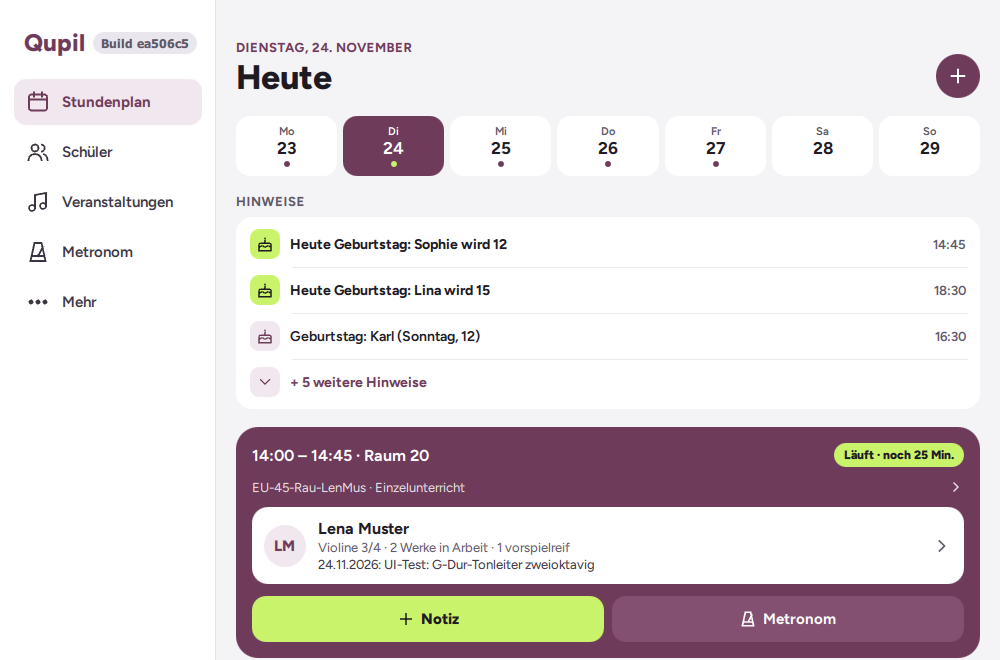 Qupil Build ea506c5
Stundenplan
Schüler
Veranstaltungen
Metronom
Mehr
DIENSTAG, 24. NOVEMBER
Heute
Mo Di Mi Do Fr Sa So
23 24 25 26 27 28 29
HINWEISE
Heute Geburtstag: Sophie wird 12 14:45
Heute Geburtstag: Lina wird 15 18:30
Geburtstag: Karl (Sonntag, 12) 16:30
+ 5 weitere Hinweise
14:00 – 14:45 · Raum 20 Läuft · noch 25 Min.
EU-45-Rau-LenMus · Einzelunterricht
LM Lena Muster
Violine 3/4 · 2 Werke in Arbeit · 1 vorspielreif
24.11.2026: UI-Test: G-Dur-Tonleiter zweioktavig
+ Notiz Metronom